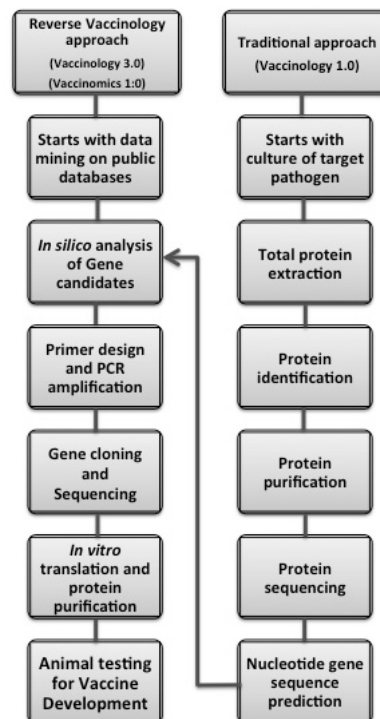 Reverse Vaccinology
approach
(Vaccinology 3.0)
(Vaccinomics 1:0)
Starts with data
mining on public
databases
In silico analysis
of Gene
candidates
Primer design
and PCR
amplification
Gene cloning
and
Sequencing
In vitro
translation and
protein
purification
Animal testing
for Vaccine
Development
Traditional approach
(Vaccinology 1.0)
Starts with
culture of target
pathogen
Total protein
extraction
Protein
identification
Protein
purification
Protein
sequencing
Nucleotide gene
sequence
prediction